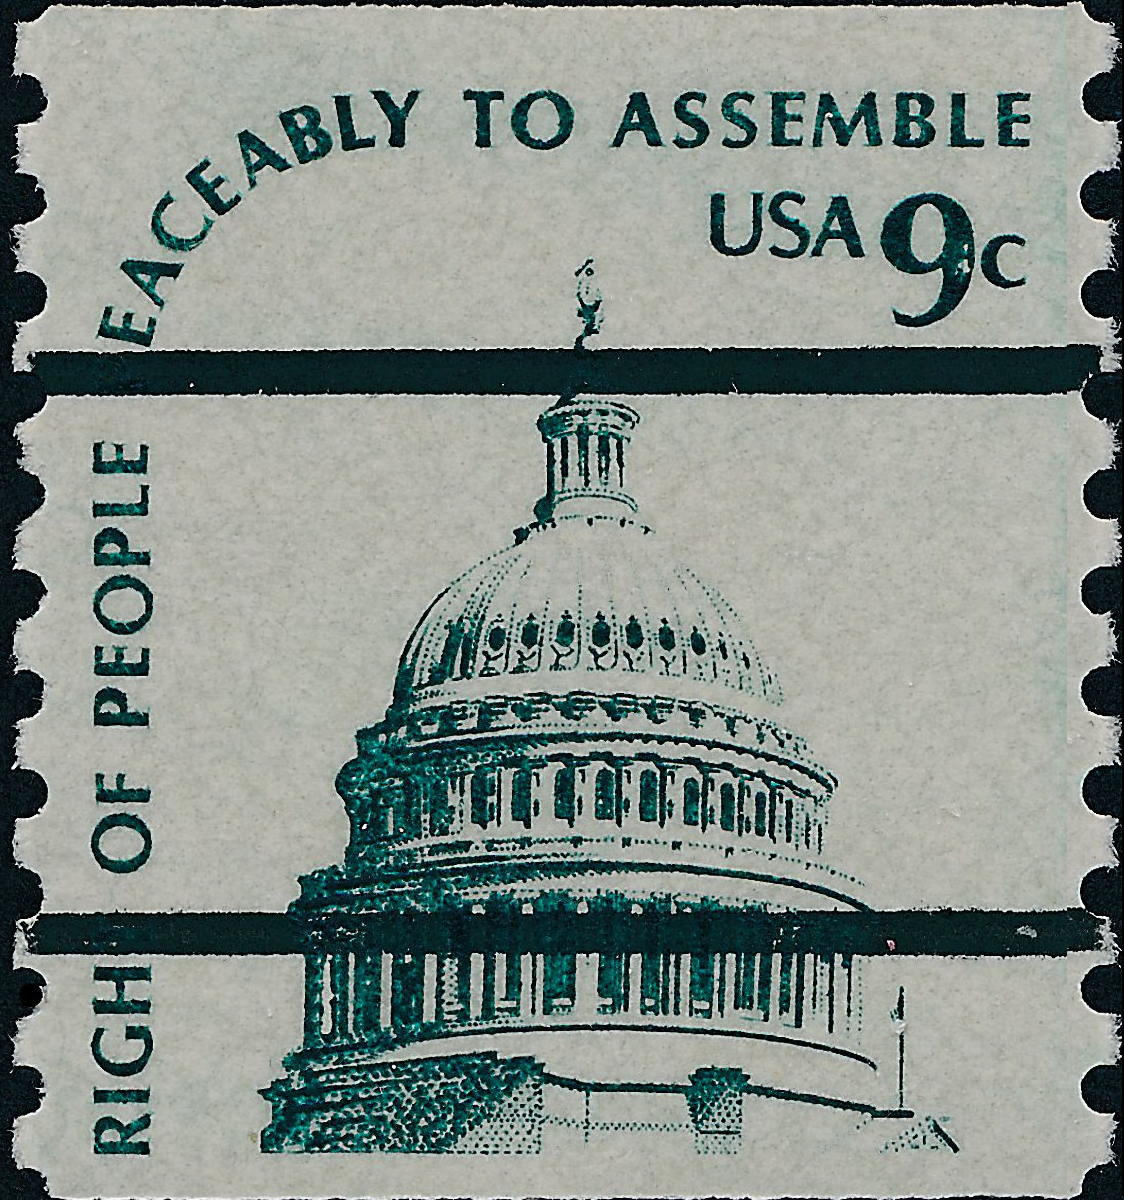 RIGH OF PEOPLE EACEABLY TO ASSEMBLE
USA 9c